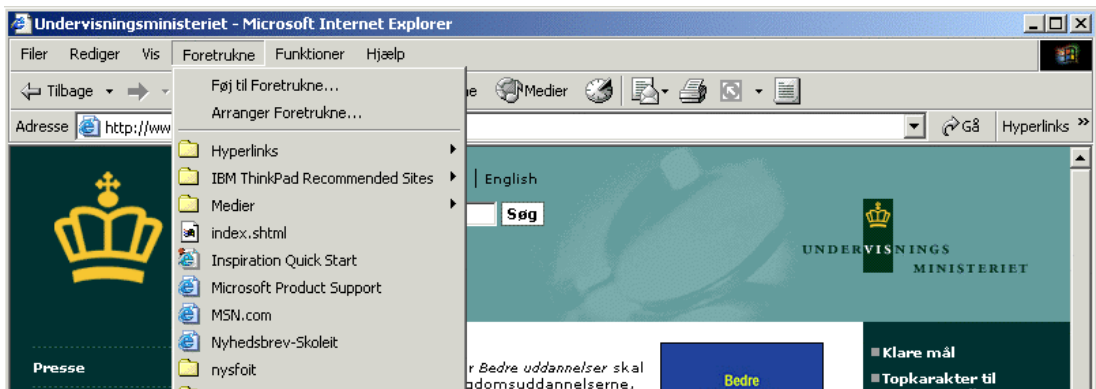 Undervisningsministeriet - Microsoft Internet Explorer
Filer Rediger Vis Foretrukne Funktioner Hjælp
Tilbage Medier
Adresse http://www Gå Hyperlinks »
Føj til Foretrukne...
Arranger Foretrukne...
Hyperlinks
IBM ThinkPad Recommended Sites
Medier
index.shtml
Inspiration Quick Start
Microsoft Product Support
MSN.com
Nyhedsbrev-Skoleit
nysfoit
English
Søg
UNDERVISNINGS
MINISTERIET
Presse
Bedre uddannelser skal
gdomsuddannelserne,
Bedre
Klare mål
Topkarakter til